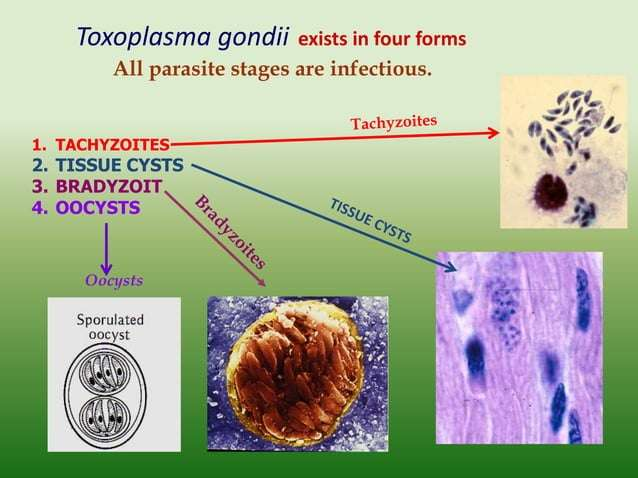 Toxoplasma gondii exists in four forms
All parasite stages are infectious.
Tachyzoites
1. TACHYZOITES
2. TISSUE CYSTS
3. BRADYZOIT
4. OOCYSTS
Bradyzoites
TISSUE CYSTS
Oocysts
Sporulated
oocyst